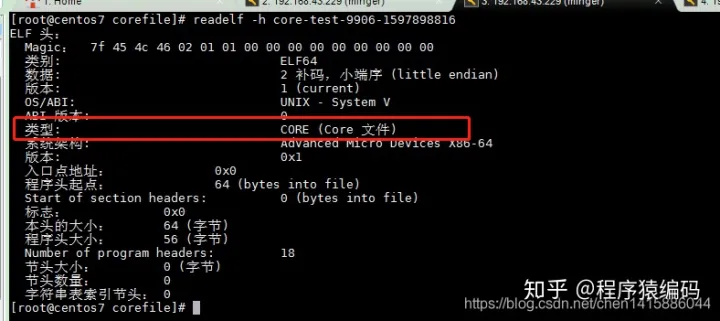 1. Home
2. 192.168.43.229 (minger)
3. 192.168.43.229 (minger)
4. 19
[root@centos7 corefile]# readelf -h core-test-9906-1597898816
ELF 头：
Magic： 7f 45 4c 46 02 01 01 00 00 00 00 00 00 00 00 00
类别: ELF64
数据: 2 补码，小端序 (little endian)
版本: 1 (current)
OS/ABI: UNIX - System V
ABI 版本: 0
类型: CORE (Core 文件)
系统架构: Advanced Micro Devices X86-64
版本: 0x1
入口点地址： 0x0
程序头起点： 64 (bytes into file)
Start of section headers: 0 (bytes into file)
标志： 0x0
本头的大小： 64 (字节)
程序头大小： 56 (字节)
Number of program headers: 18
节头大小： 0 (字节)
节头数量： 0
字符串表索引节头： 0
[root@centos7 corefile]#
知乎 @程序猿编码
https://blog.csdn.net/chen1415886044